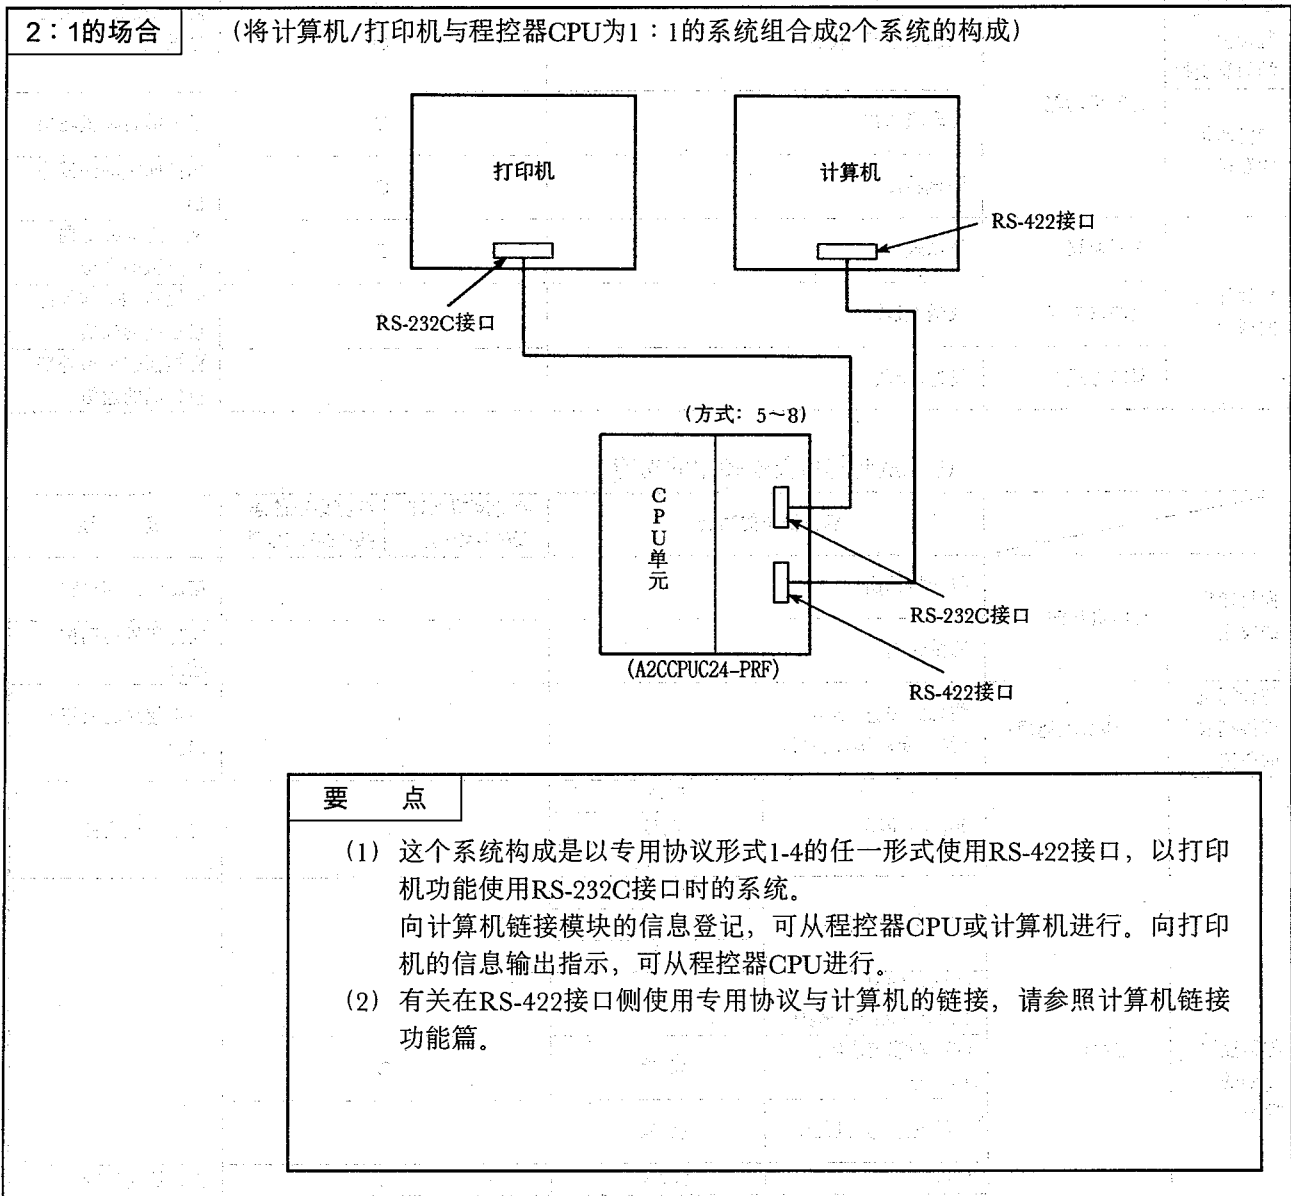 2：1的场合
(将计算机/打印机与程控器CPU为1：1的系统组合成2个系统的构成)
打印机
计算机
RS-422接口
RS-232C接口
(方式：5～8)
CPU单元
RS-232C接口
(A2CCPUC24-PRF)
RS-422接口
要 点
(1) 这个系统构成是以专用协议形式1-4的任一形式使用RS-422接口，以打印
机功能使用RS-232C接口时的系统。
向计算机链接模块的信息登记，可从程控器CPU或计算机进行。向打印
机的信息输出指示，可从程控器CPU进行。
(2) 有关在RS-422接口侧使用专用协议与计算机的链接，请参照计算机链接
功能篇。